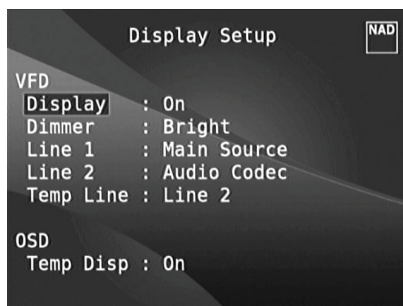 Display Setup
NAD
VFD
Display : On
Dimmer : Bright
Line 1 : Main Source
Line 2 : Audio Codec
Temp Line : Line 2
OSD
Temp Disp : On